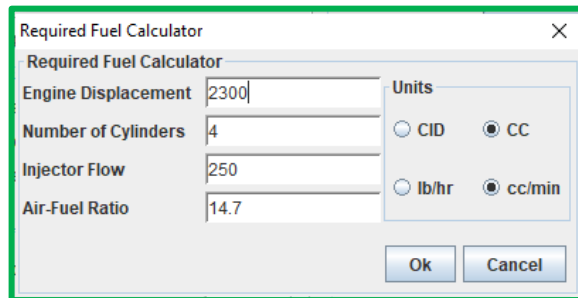 Required Fuel Calculator
Required Fuel Calculator
Engine Displacement 2300
Units
Number of Cylinders 4
CID CC
Injector Flow 250
lb/hr cc/min
Air-Fuel Ratio 14.7
Ok Cancel